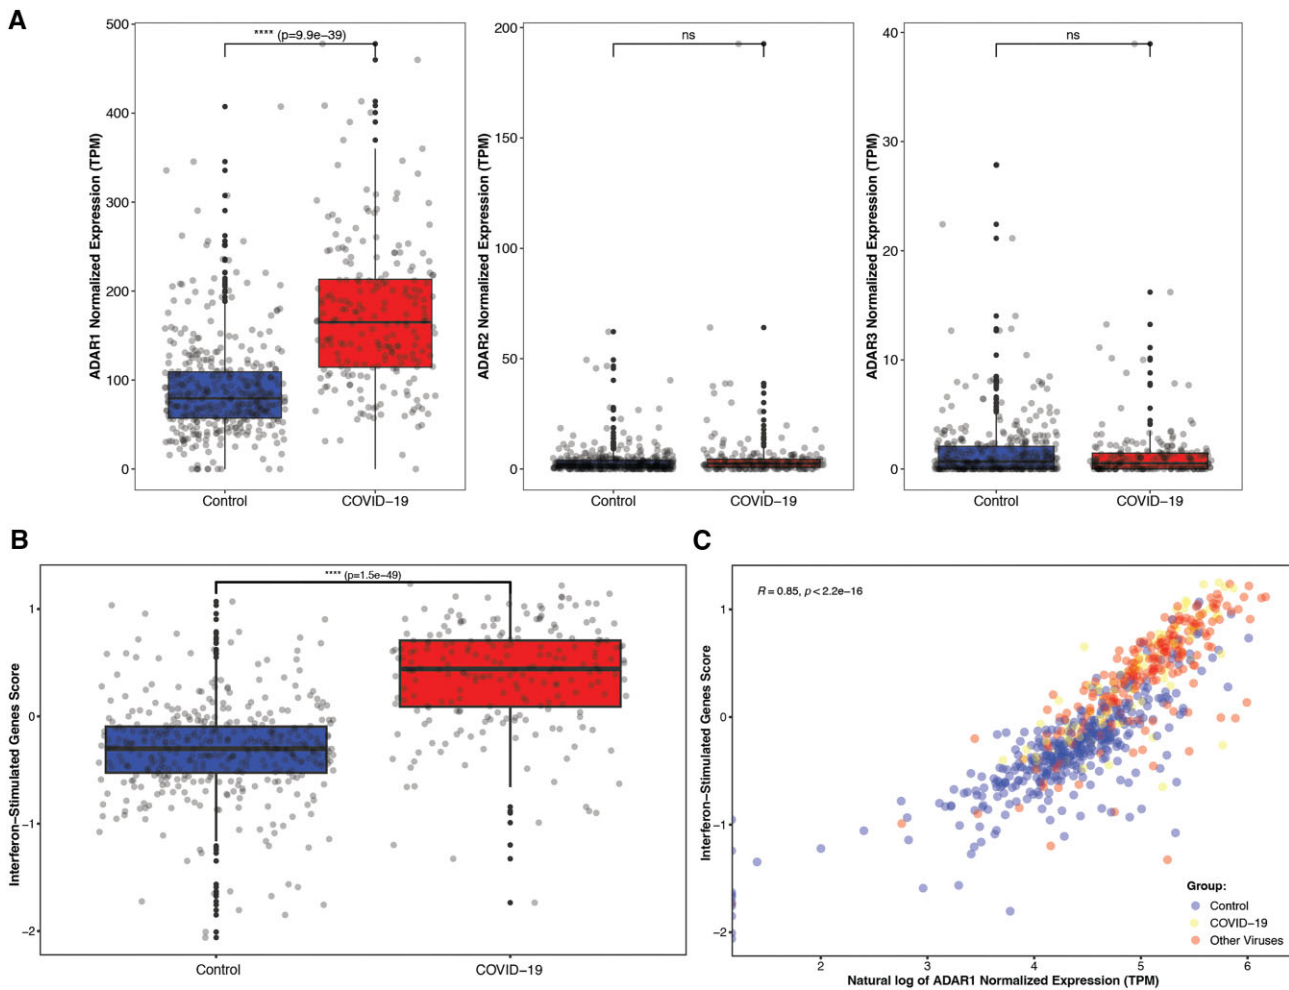 A
ADAR1 Normalized Expression (TPM)
500
400
300
200
100
0
**** (p=9.9e−39)
Control
COVID−19
ADAR2 Normalized Expression (TPM)
200
150
100
50
0
ns
Control
COVID−19
ADAR3 Normalized Expression (TPM)
40
30
20
10
0
ns
Control
COVID−19
B
Interferon−Stimulated Genes Score
1
0
−1
−2
**** (p=1.5e−49)
Control
COVID−19
C
Interferon−Stimulated Genes Score
1
0
−1
−2
R = 0.85, p < 2.2e−16
Group:
Control
COVID−19
Other Viruses
2
3
4
5
6
Natural log of ADAR1 Normalized Expression (TPM)